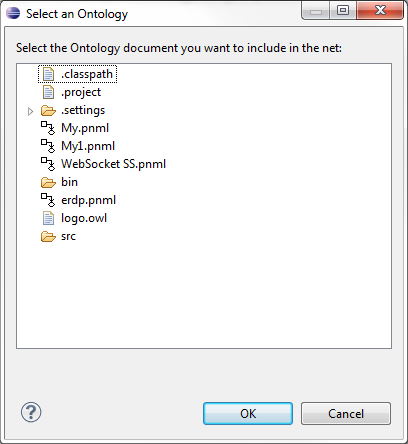 Select an Ontology
Select the Ontology document you want to include in the net:
.classpath
.project
.settings
My.pnml
My1.pnml
WebSocket SS.pnml
bin
erdp.pnml
logo.owl
src
?
OK
Cancel